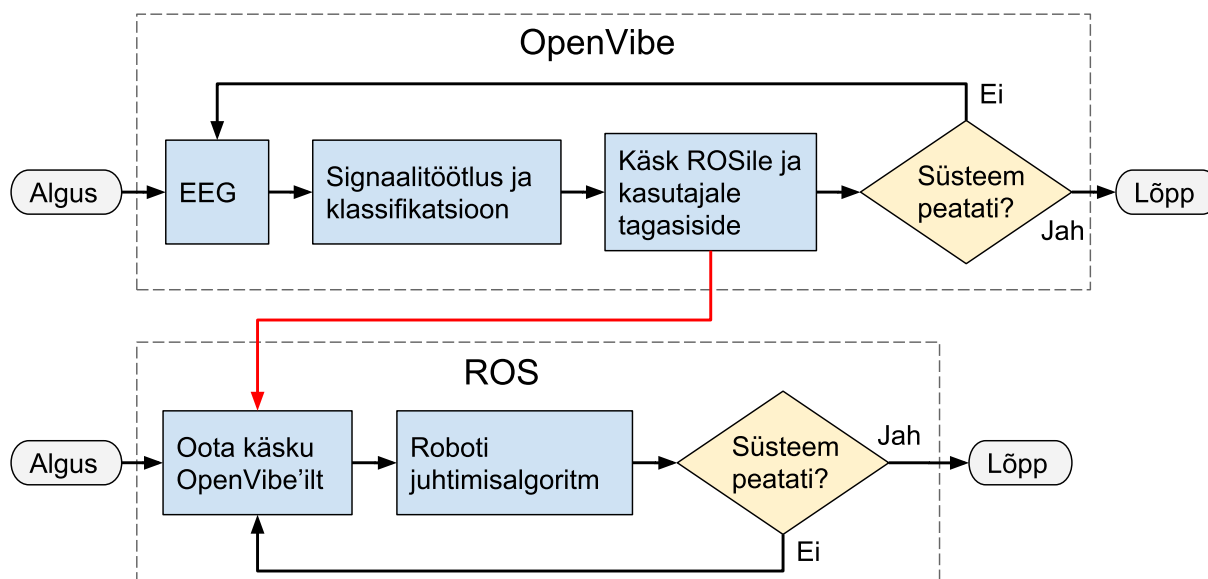 OpenVibe
Ei
Algus
EEG
Signaalitöötlus ja
klassifikatsioon
Käsk ROSile ja
kasutajale
tagasiside
Süsteem
peatati?
Jah
Lõpp
ROS
Algus
Oota käsku
OpenVibe’ilt
Roboti
juhtimisalgoritm
Süsteem
peatati?
Jah
Lõpp
Ei